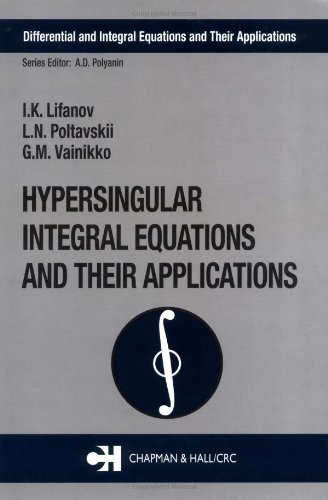 Differential and Integral Equations and Their Applications
Series Editor: A.D. Polyanin
I.K. Lifanov
L.N. Poltavskii
G.M. Vainikko
HYPERSINGULAR
INTEGRAL EQUATIONS
AND THEIR APPLICATIONS
CHAPMAN & HALL/CRC